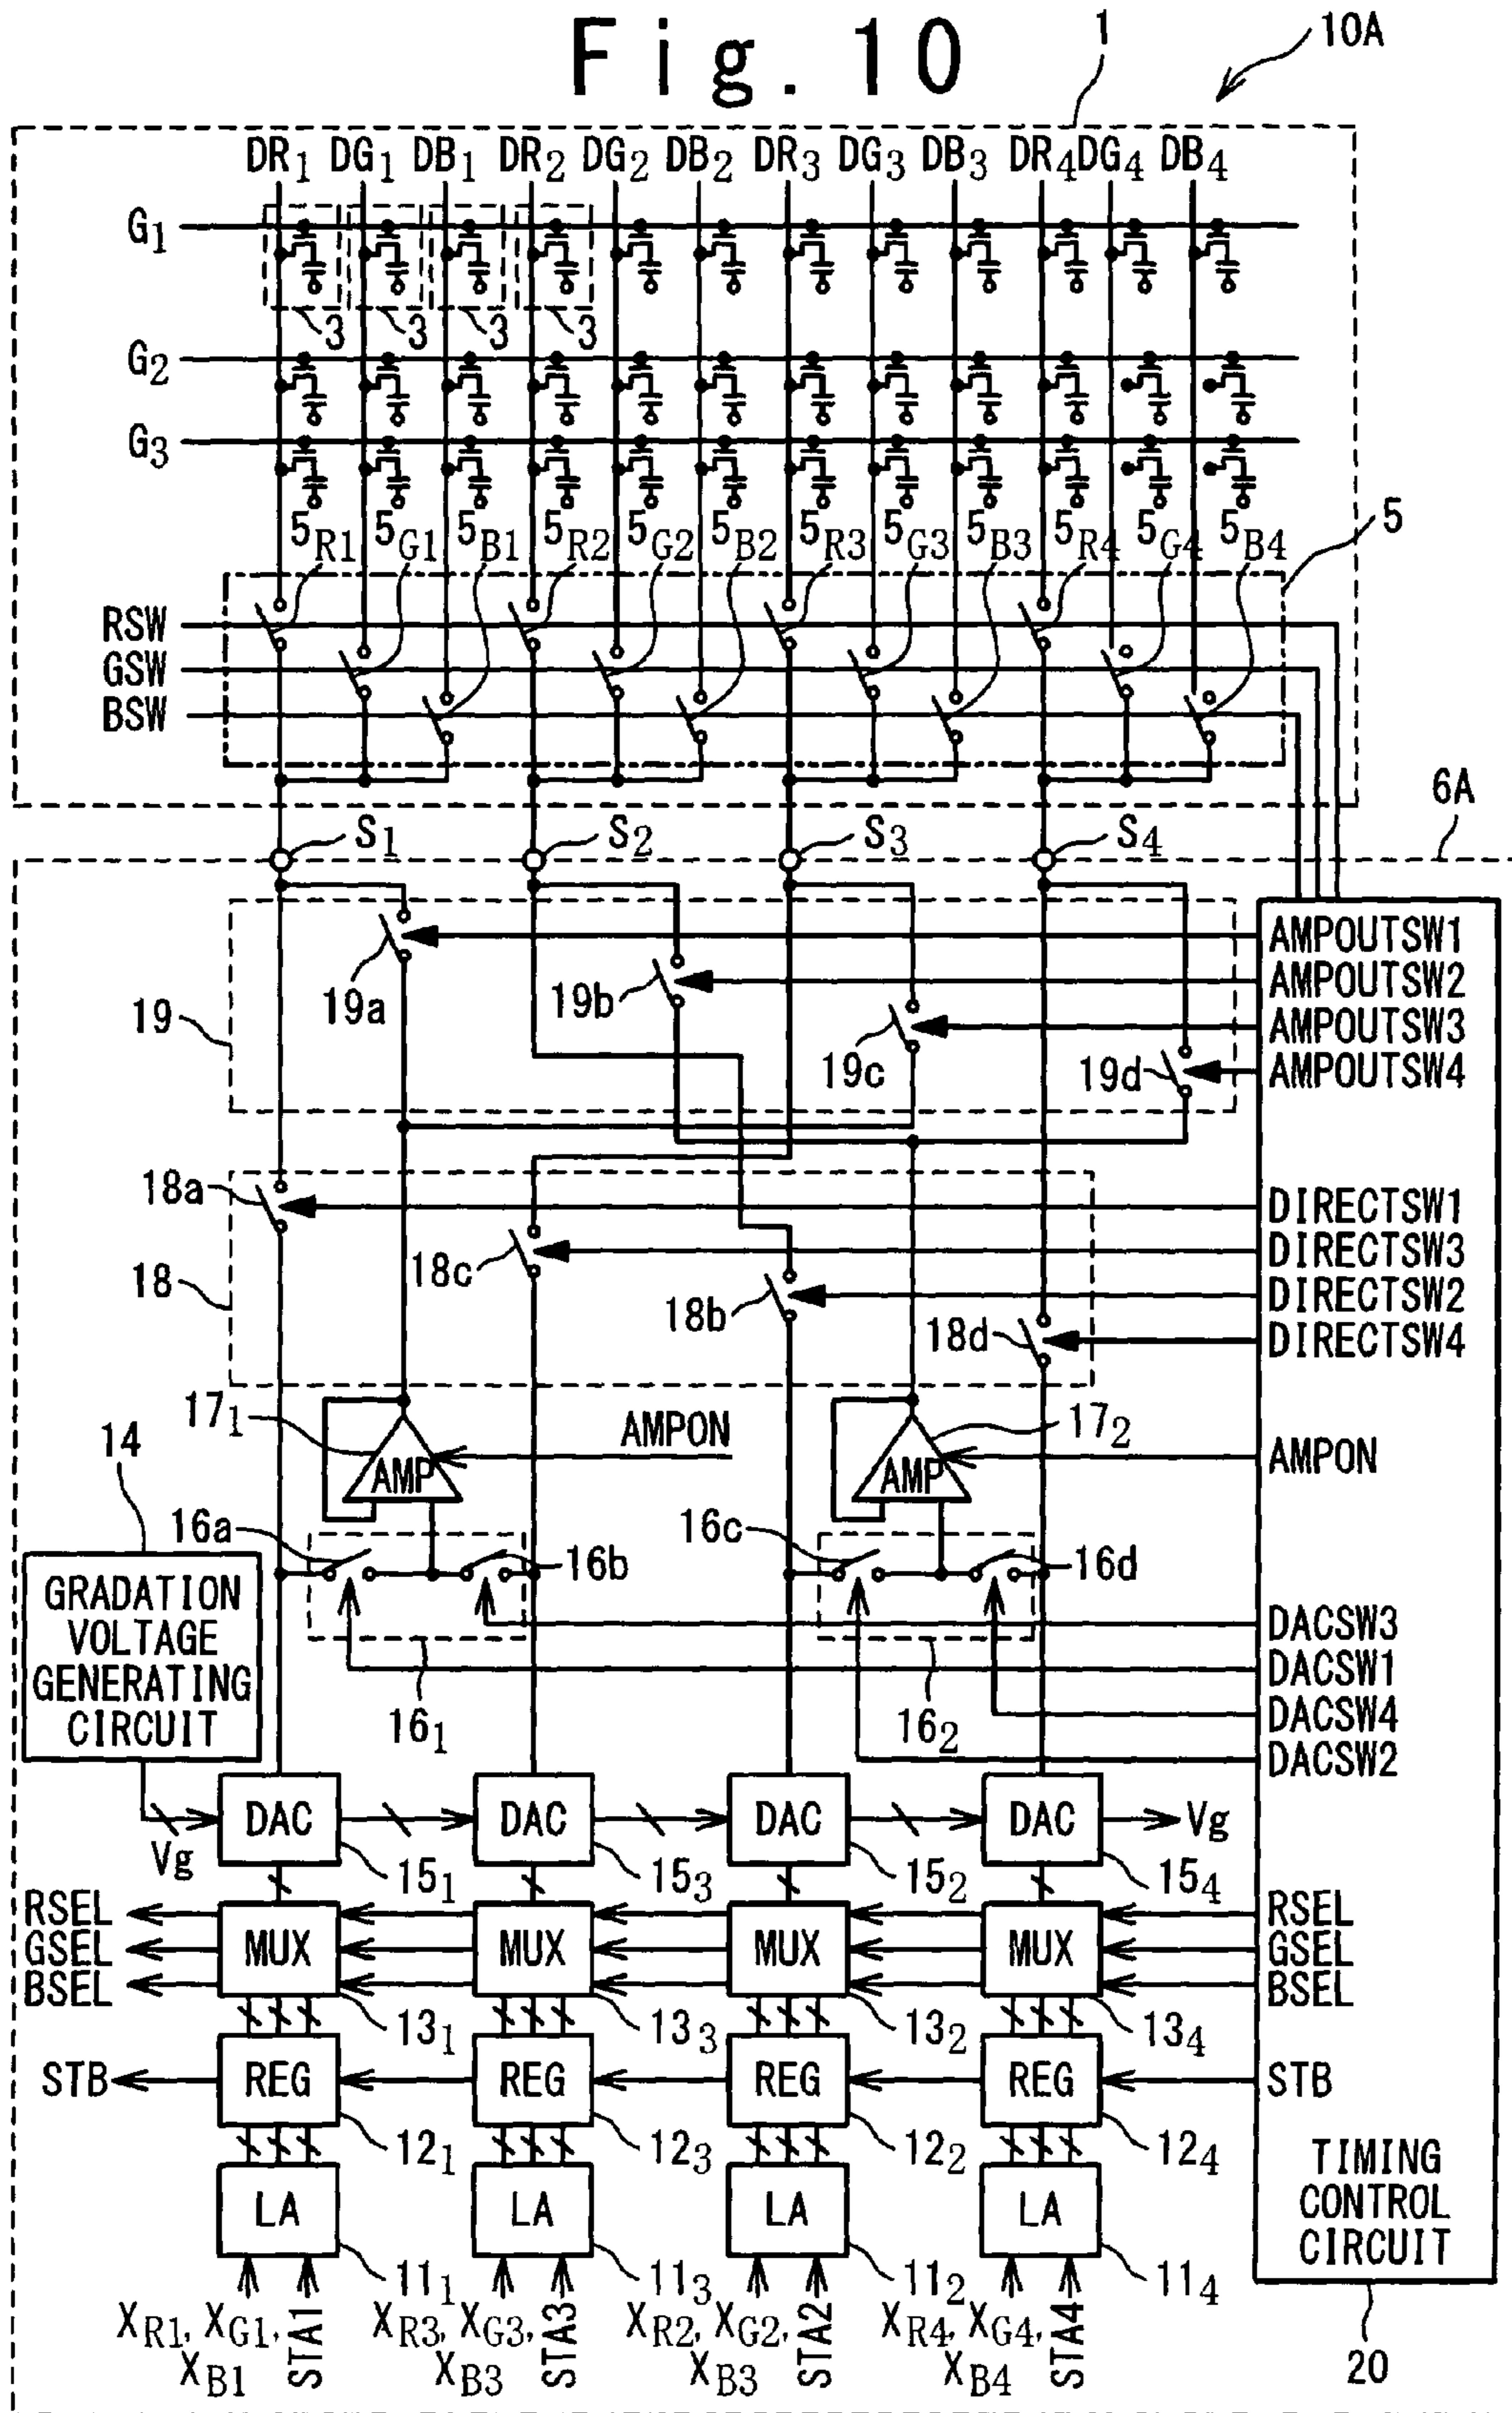 Fig. 10
1
10A
DR1 DG1 DB1 DR2 DG2 DB2 DR3 DG3 DB3 DR4 DG4 DB4
G1
3 3 3 3
G2
G3
5R1 5G1 5B1 5R2 5G2 5B2 5R3 5G3 5B3 5R4 5G4 5B4
5
RSW
GSW
BSW
6A
S1 S2 S3 S4
AMPOUTSW1
19a 19b AMPOUTSW2
19 AMPOUTSW3
19c 19d AMPOUTSW4
18a DIRECTSW1
18c DIRECTSW3
18 18b DIRECTSW2
18d DIRECTSW4
171 AMPON 172
14 AMP AMP AMPON
16a 16b 16c 16d
GRADATION
VOLTAGE
GENERATING
CIRCUIT
DACSW3
DACSW1
161 162 DACSW4
DACSW2
DAC DAC DAC DAC Vg
Vg 151 153 152 154
RSEL RSEL
GSEL MUX MUX MUX MUX GSEL
BSEL BSEL
131 133 132 134
STB REG REG REG REG STB
121 123 122 124
TIMING
CONTROL
CIRCUIT
LA LA LA LA
111 113 112 114
XR1, XG1, STA1 XR3, XG3, STA3 XR2, XG2, STA2 XR4, XG4, STA4
XB1 XB3 XB3 XB4
20